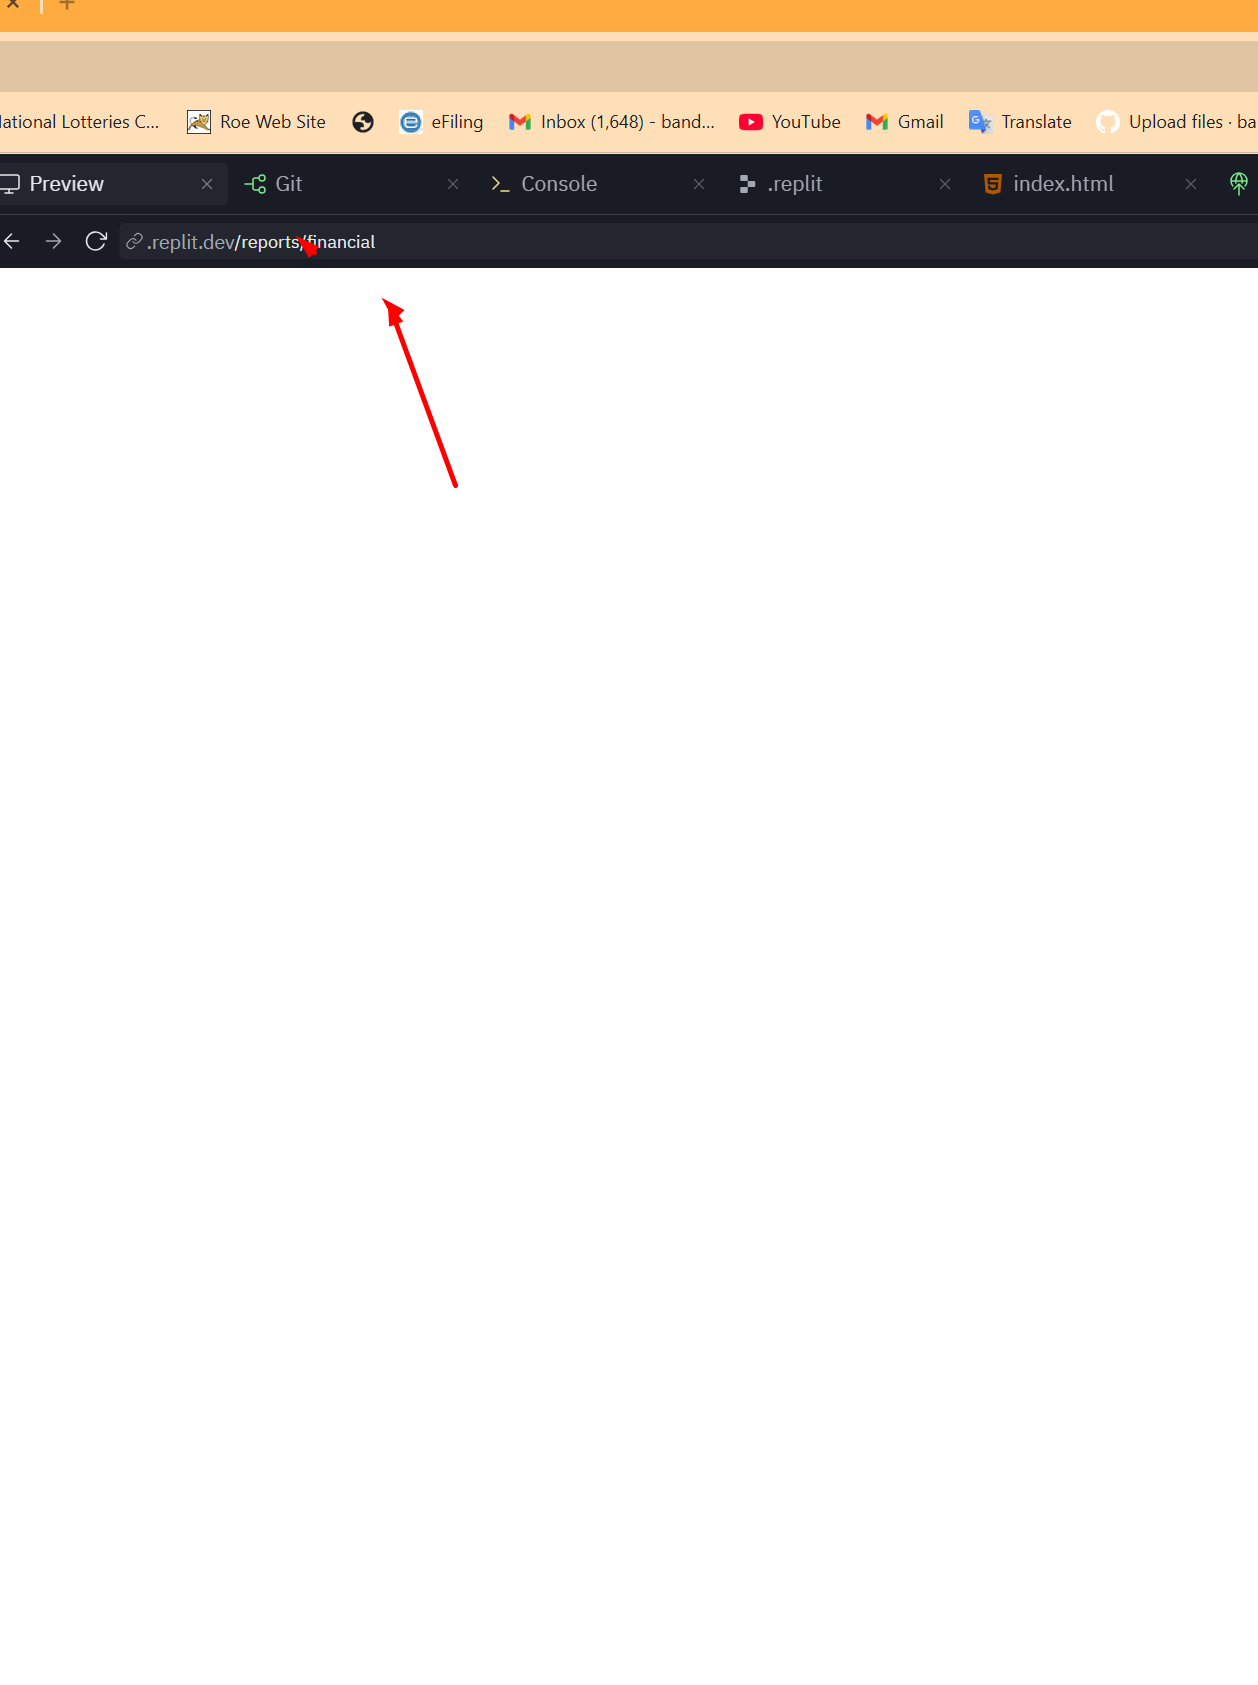 National Lotteries C... Roe Web Site eFiling Inbox (1,648) - band... YouTube Gmail Translate Upload files · ba
Preview Git Console .replit index.html
.replit.dev/reports/financial